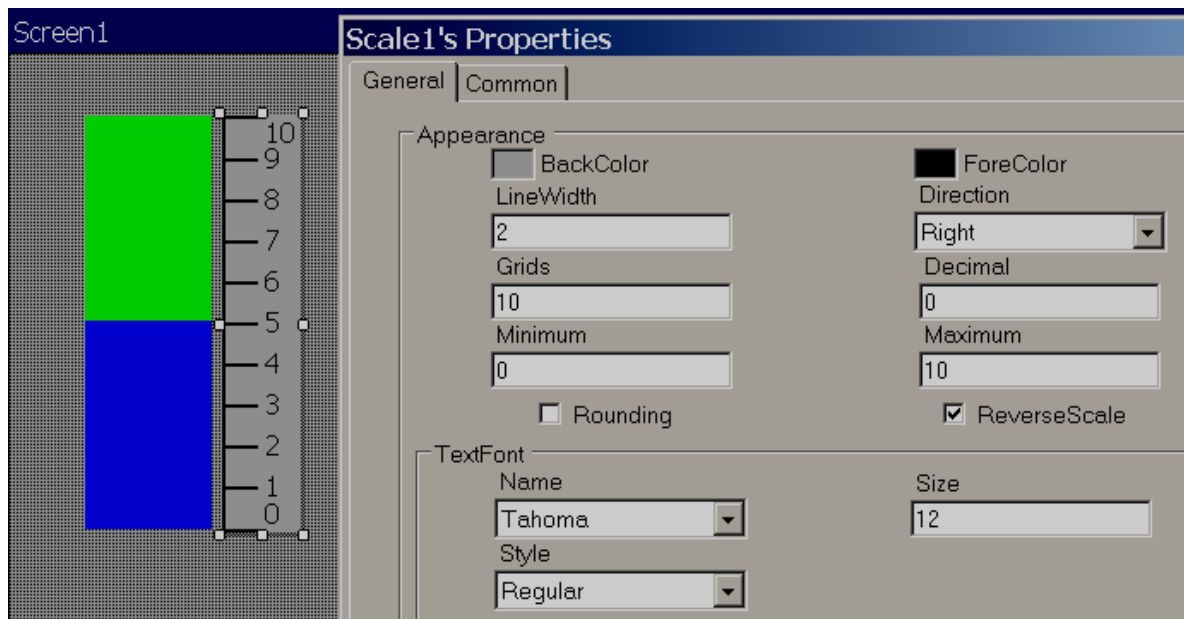 Screen1
10
9
8
7
6
5
4
3
2
1
0
Scale1's Properties
General Common
Appearance
BackColor ForeColor
LineWidth Direction
2 Right
Grids Decimal
10 0
Minimum Maximum
0 10
Rounding ReverseScale
TextFont
Name Size
Tahoma 12
Style
Regular